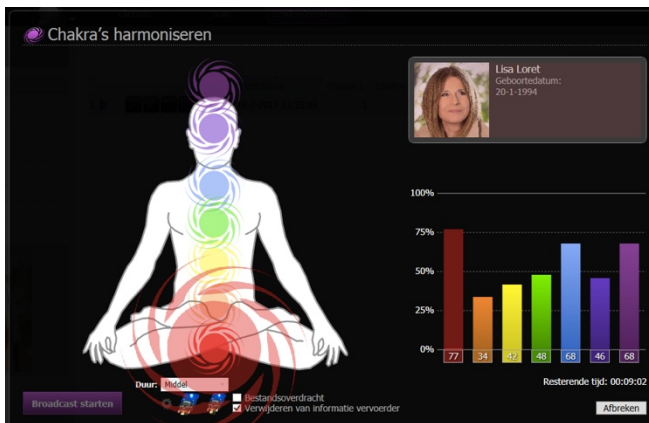 Chakra's harmoniseren
Lisa Loret
Geboortedatum:
20-1-1994
100%
75%
50%
25%
0%
77 34 42 48 68 46 68
Resterende tijd: 00:09:02
Duur: Middel
Bestandsoverdracht
Verwijderen van informatie vervoerder
Broadcast starten
Afbreken